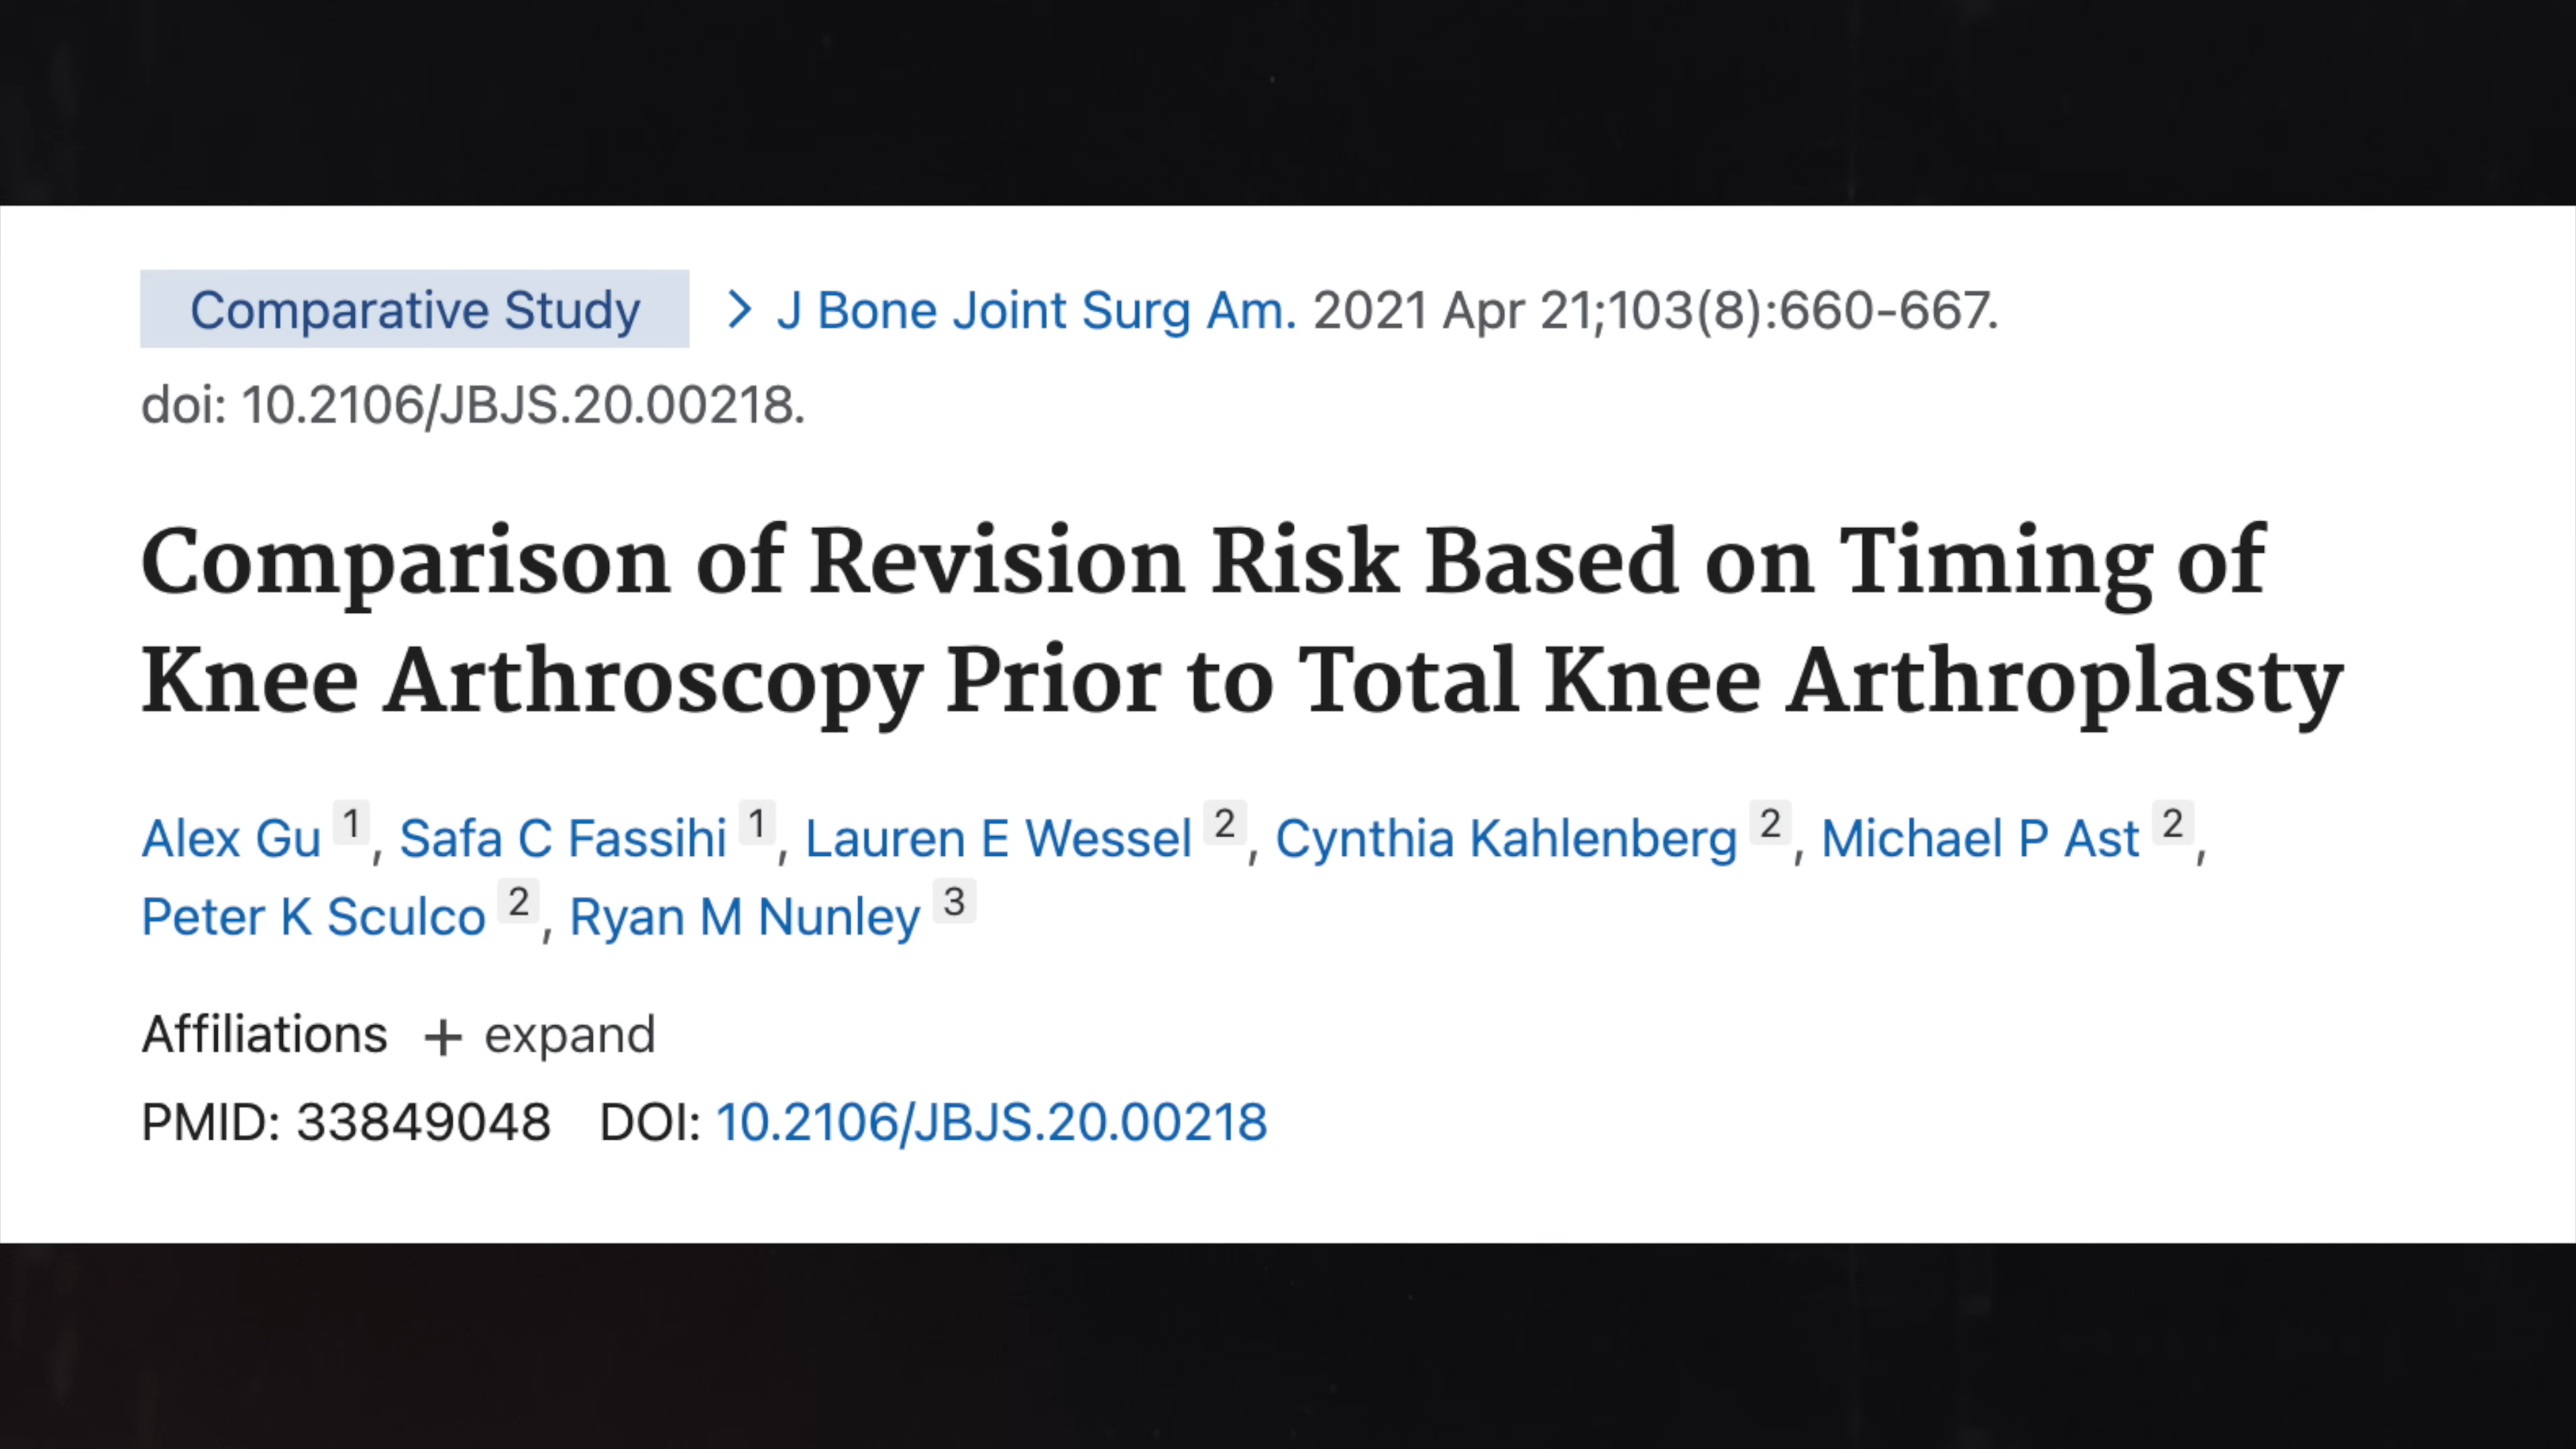 Comparative Study > J Bone Joint Surg Am. 2021 Apr 21;103(8):660-667.
doi: 10.2106/JBJS.20.00218.
Comparison of Revision Risk Based on Timing of
Knee Arthroscopy Prior to Total Knee Arthroplasty
Alex Gu 1, Safa C Fassihi 1, Lauren E Wessel 2, Cynthia Kahlenberg 2, Michael P Ast 2,
Peter K Sculco 2, Ryan M Nunley 3
Affiliations + expand
PMID: 33849048 DOI: 10.2106/JBJS.20.00218